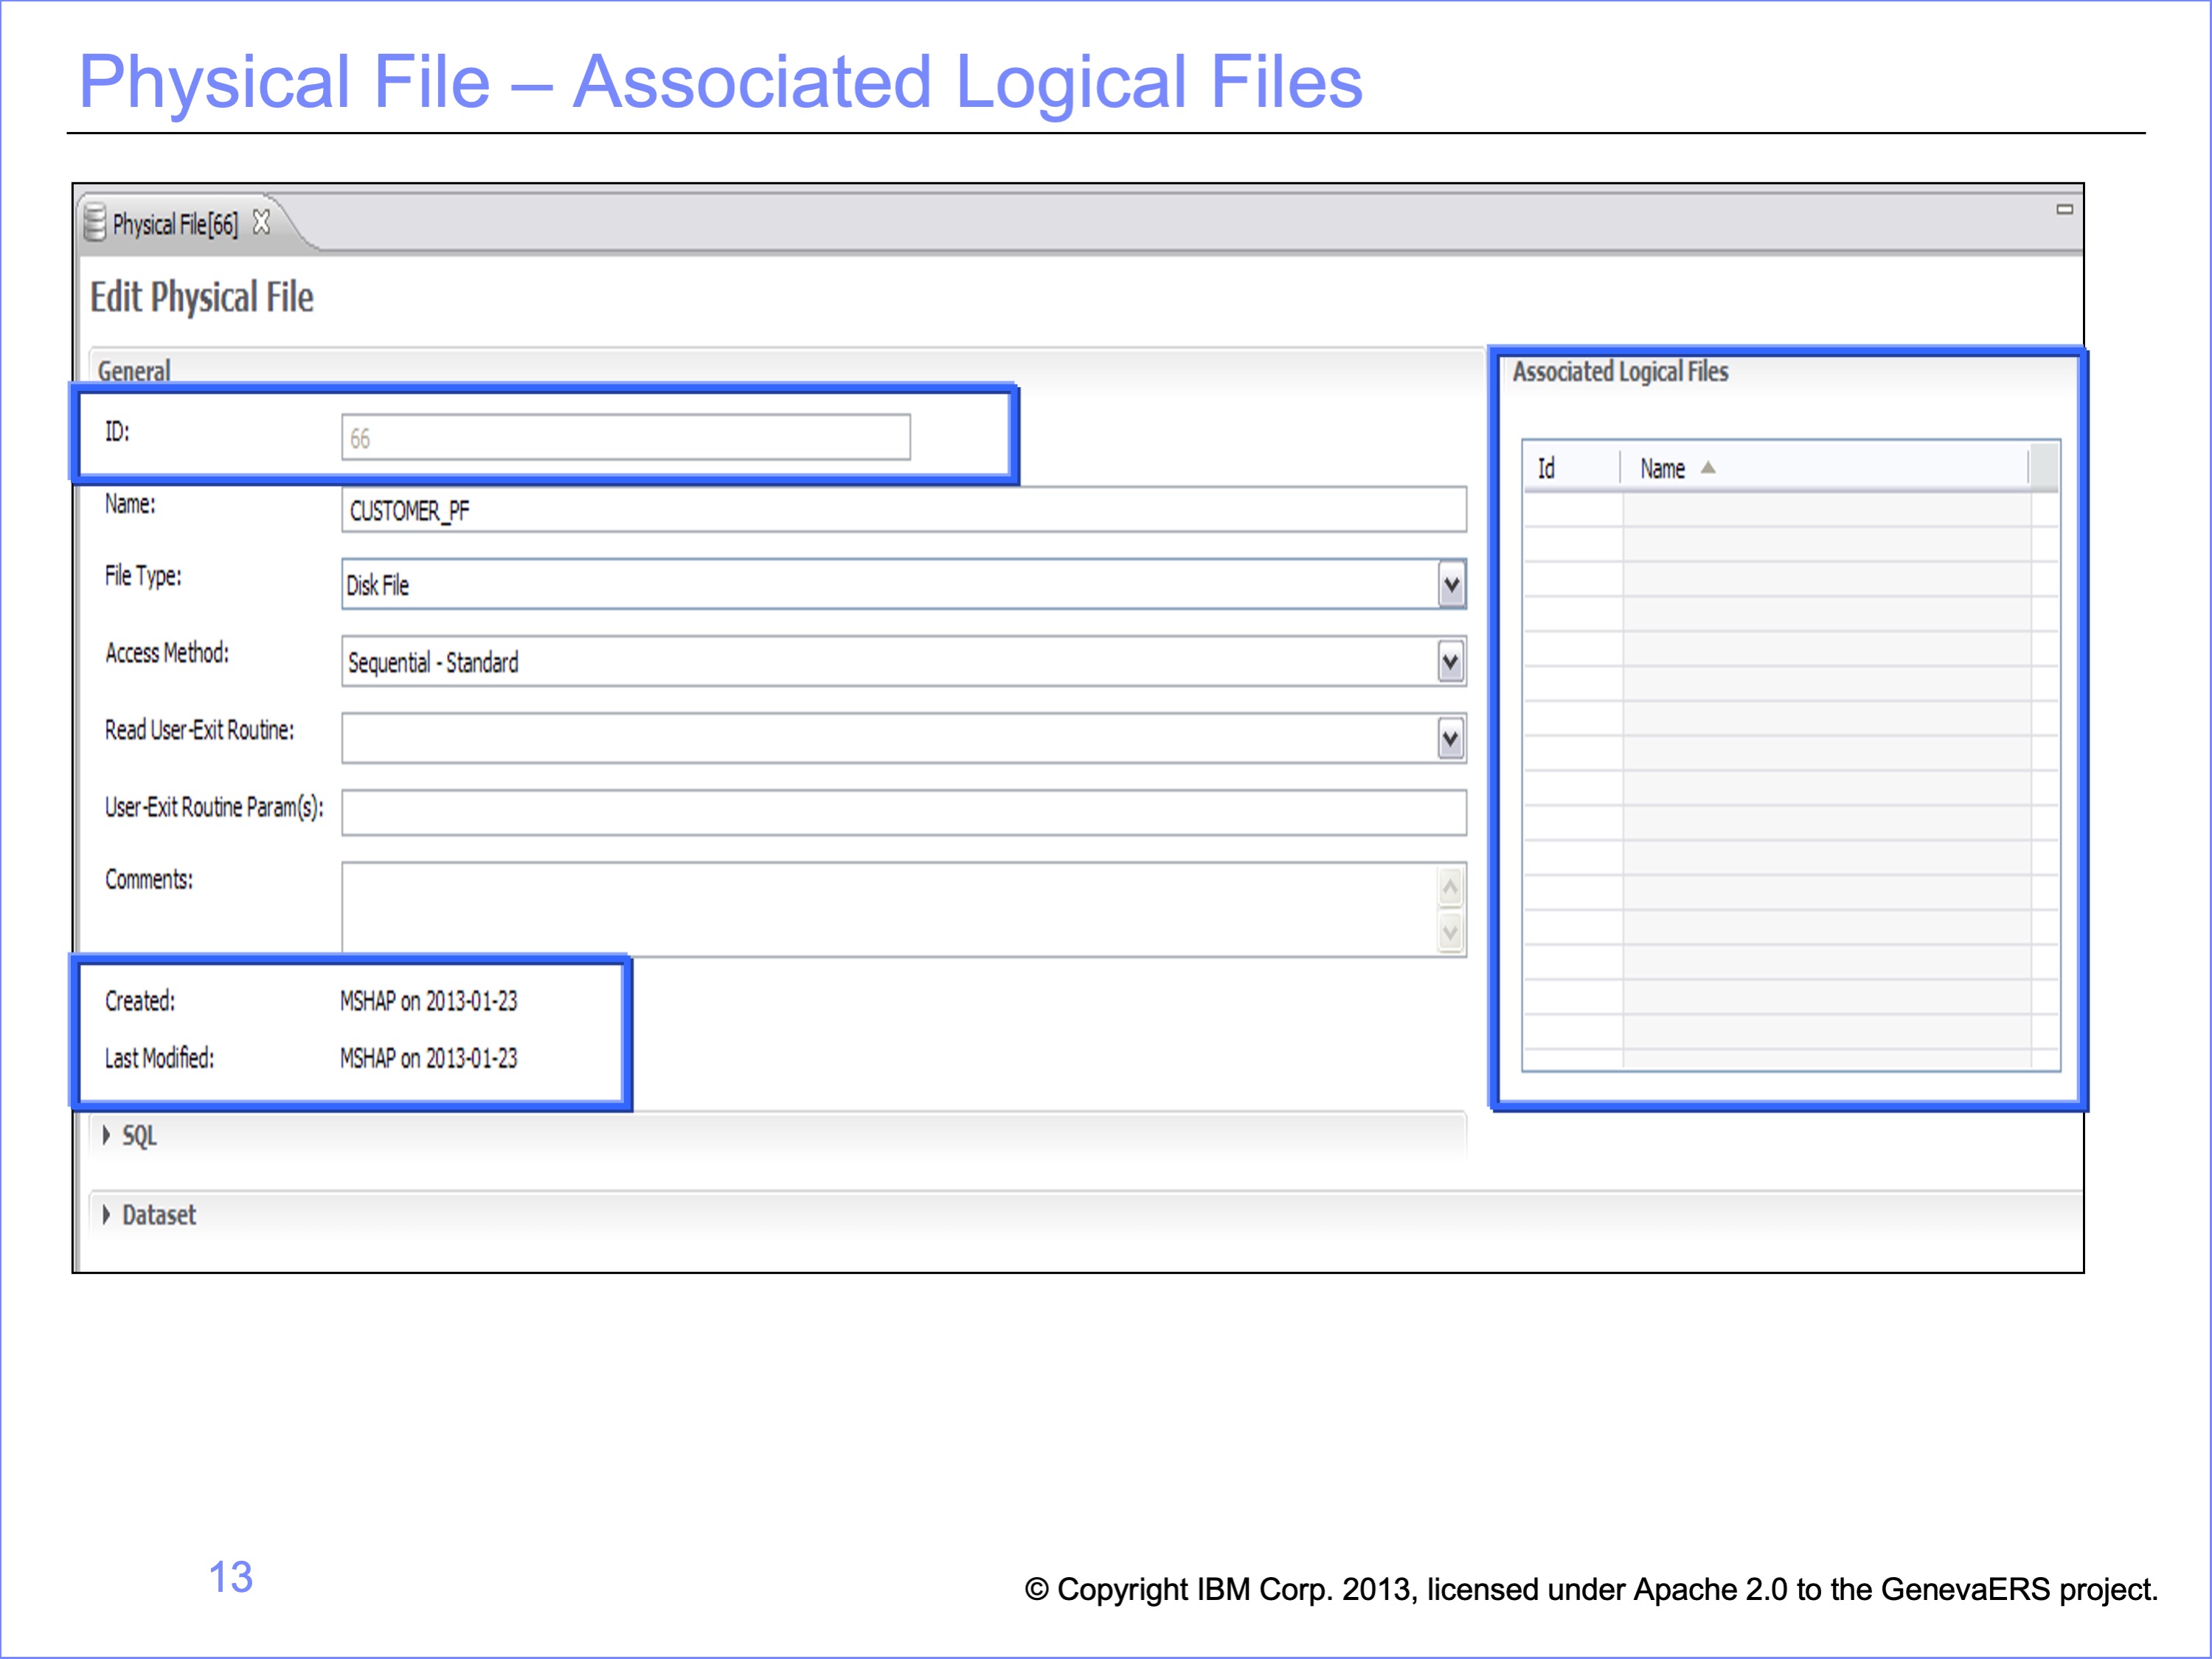 Physical File – Associated Logical Files
Physical File[66]
Edit Physical File
General
ID: 66
Name: CUSTOMER_PF
File Type: Disk File
Access Method: Sequential - Standard
Read User-Exit Routine:
User-Exit Routine Param(s):
Comments:
Created: MSHAP on 2013-01-23
Last Modified: MSHAP on 2013-01-23
SQL
Dataset
Associated Logical Files
Id Name
13
© Copyright IBM Corp. 2013, licensed under Apache 2.0 to the GenevaERS project.